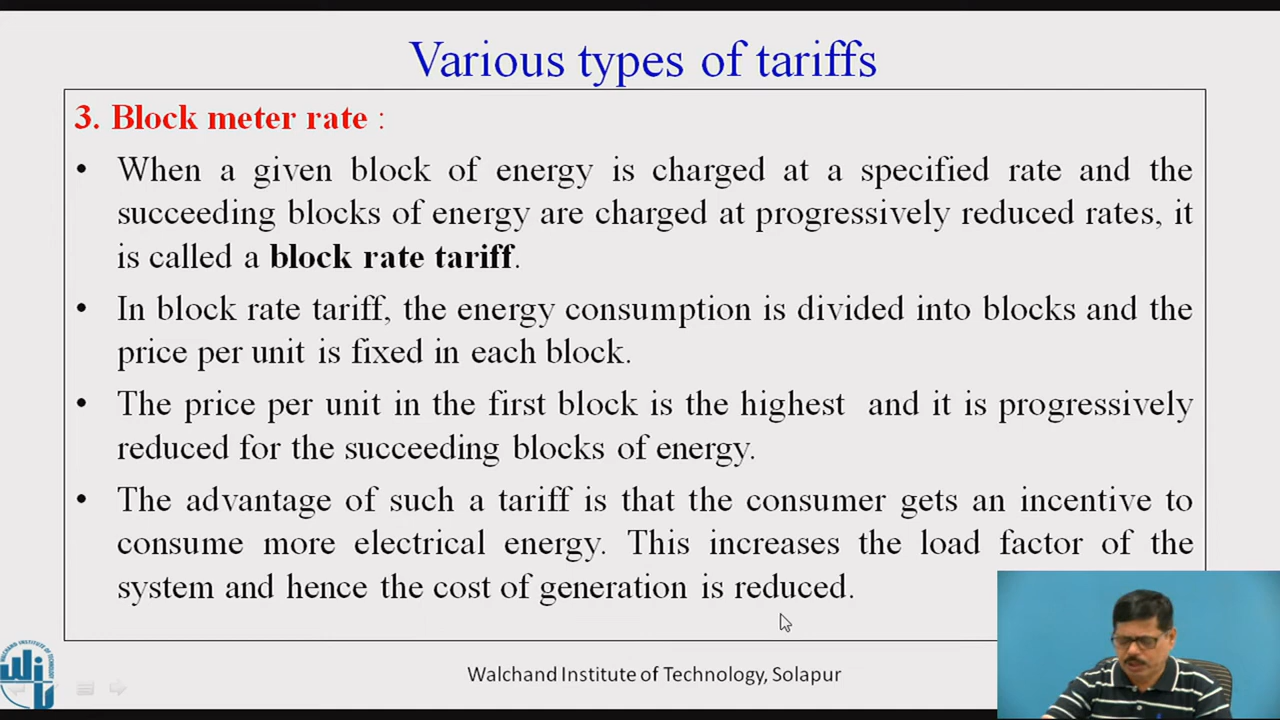 Various types of tariffs
3. Block meter rate :
• When a given block of energy is charged at a specified rate and the
succeeding blocks of energy are charged at progressively reduced rates, it
is called a block rate tariff.
• In block rate tariff, the energy consumption is divided into blocks and the
price per unit is fixed in each block.
• The price per unit in the first block is the highest and it is progressively
reduced for the succeeding blocks of energy.
• The advantage of such a tariff is that the consumer gets an incentive to
consume more electrical energy. This increases the load factor of the
system and hence the cost of generation is reduced.
Walchand Institute of Technology, Solapur